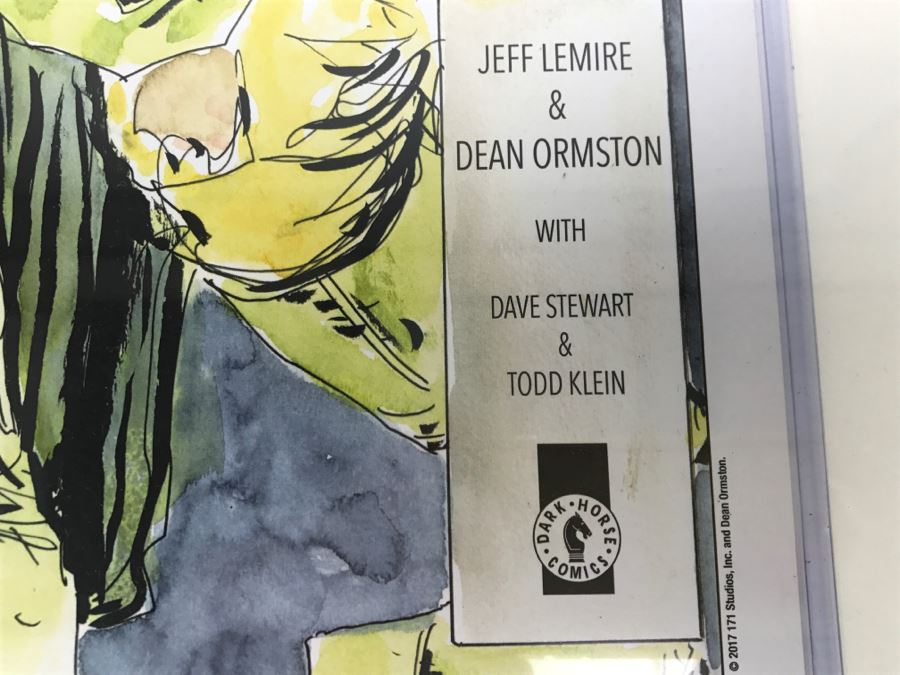 JEFF LEMIRE
&
DEAN ORMSTON
WITH
DAVE STEWART
&
TODD KLEIN
DARK • HORSE
• COMICS •
© 2017 171 Studios, Inc. and Dean Ormston.